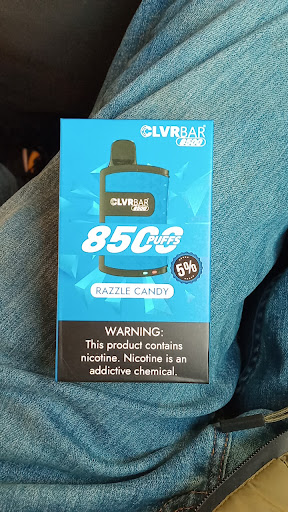 CLVRBAR
8500
CLVRBAR
8500
8500 PUFFS
5%
RAZZLE CANDY
WARNING:
This product contains
nicotine. Nicotine is an
addictive chemical.